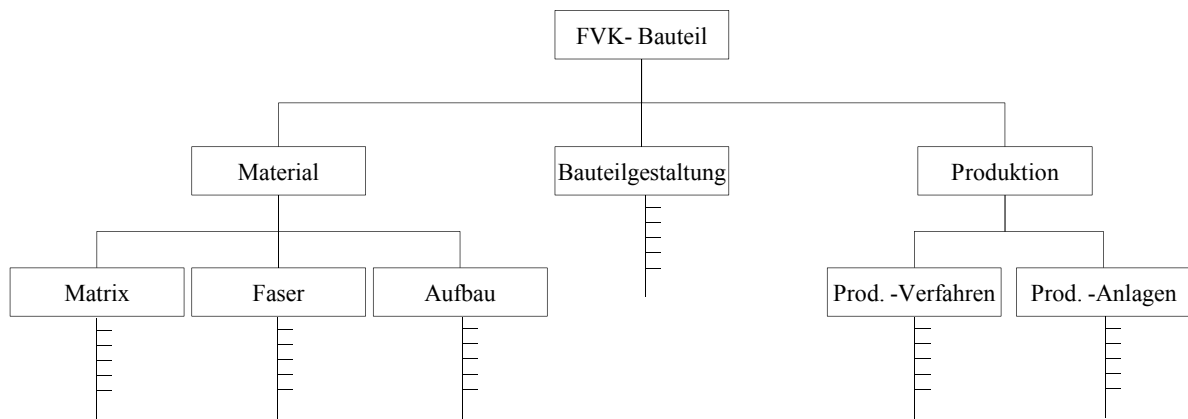 FVK- Bauteil
Material
Bauteilgestaltung
Produktion
Matrix
Faser
Aufbau
Prod. -Verfahren
Prod. -Anlagen